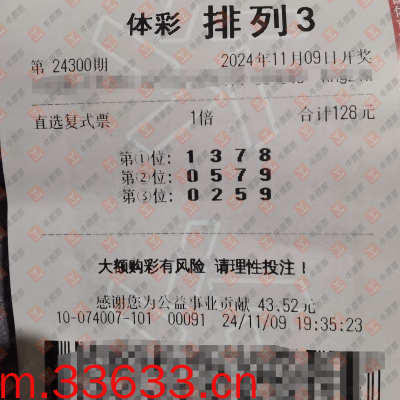 体彩 排列3
第 24300期 2024年11月09日开奖
直选复式票 1倍 合计128元
第①位: 1 3 7 8
第②位: 0 5 7 9
第③位: 0 2 5 9
大额购彩有风险 请理性投注！
感谢您为公益事业贡献 43.52元
10-074007-101 00091 24/11/09 19:35:23
m.33633.cn